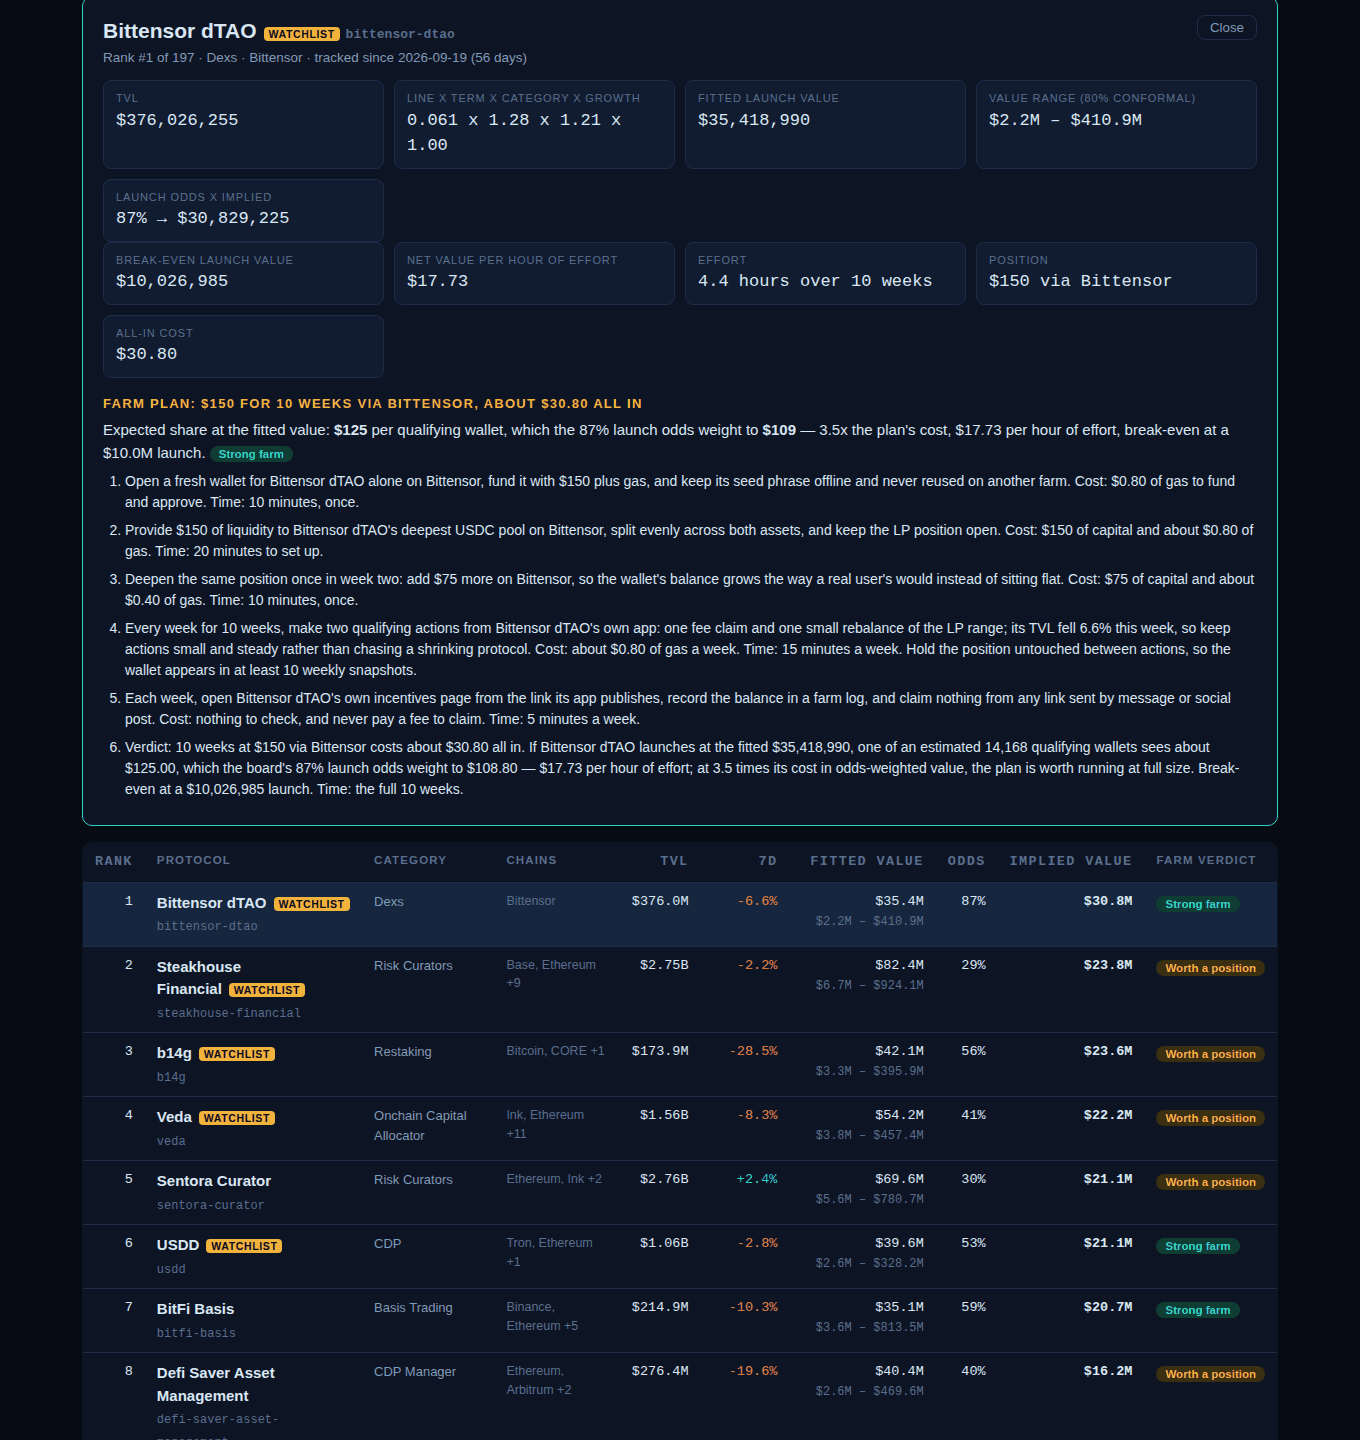 Bittensor dTAO WATCHLIST bittensor-dtao
Close
Rank #1 of 197 · Dexs · Bittensor · tracked since 2026-09-19 (56 days)
TVL
$376,026,255
LINE X TERM X CATEGORY X GROWTH
0.061 x 1.28 x 1.21 x
1.00
FITTED LAUNCH VALUE
$35,418,990
VALUE RANGE (80% CONFORMAL)
$2.2M – $410.9M
LAUNCH ODDS X IMPLIED
87% → $30,829,225
BREAK-EVEN LAUNCH VALUE
$10,026,985
NET VALUE PER HOUR OF EFFORT
$17.73
EFFORT
4.4 hours over 10 weeks
POSITION
$150 via Bittensor
ALL-IN COST
$30.80
FARM PLAN: $150 FOR 10 WEEKS VIA BITTENSOR, ABOUT $30.80 ALL IN
Expected share at the fitted value: $125 per qualifying wallet, which the 87% launch odds weight to $109 — 3.5x the plan's cost, $17.73 per hour of effort, break-even at a
$10.0M launch. Strong farm
1. Open a fresh wallet for Bittensor dTAO alone on Bittensor, fund it with $150 plus gas, and keep its seed phrase offline and never reused on another farm. Cost: $0.80 of gas to fund
and approve. Time: 10 minutes, once.
2. Provide $150 of liquidity to Bittensor dTAO's deepest USDC pool on Bittensor, split evenly across both assets, and keep the LP position open. Cost: $150 of capital and about $0.80 of
gas. Time: 20 minutes to set up.
3. Deepen the same position once in week two: add $75 more on Bittensor, so the wallet's balance grows the way a real user's would instead of sitting flat. Cost: $75 of capital and about
$0.40 of gas. Time: 10 minutes, once.
4. Every week for 10 weeks, make two qualifying actions from Bittensor dTAO's own app: one fee claim and one small rebalance of the LP range; its TVL fell 6.6% this week, so keep
actions small and steady rather than chasing a shrinking protocol. Cost: about $0.80 of gas a week. Time: 15 minutes a week. Hold the position untouched between actions, so the
wallet appears in at least 10 weekly snapshots.
5. Each week, open Bittensor dTAO's own incentives page from the link its app publishes, record the balance in a farm log, and claim nothing from any link sent by message or social
post. Cost: nothing to check, and never pay a fee to claim. Time: 5 minutes a week.
6. Verdict: 10 weeks at $150 via Bittensor costs about $30.80 all in. If Bittensor dTAO launches at the fitted $35,418,990, one of an estimated 14,168 qualifying wallets sees about
$125.00, which the board's 87% launch odds weight to $108.80 — $17.73 per hour of effort; at 3.5 times its cost in odds-weighted value, the plan is worth running at full size. Break-
even at a $10,026,985 launch. Time: the full 10 weeks.
RANK PROTOCOL CATEGORY CHAINS TVL 7D FITTED VALUE ODDS IMPLIED VALUE FARM VERDICT
1 Bittensor dTAO WATCHLIST Dexs Bittensor $376.0M -6.6% $35.4M 87% $30.8M Strong farm
bittensor-dtao $2.2M – $410.9M
2 Steakhouse Risk Curators Base, Ethereum $2.75B -2.2% $82.4M 29% $23.8M Worth a position
Financial WATCHLIST +9 $6.7M – $924.1M
steakhouse-financial
3 b14g WATCHLIST Restaking Bitcoin, CORE +1 $173.9M -28.5% $42.1M 56% $23.6M Worth a position
b14g $3.3M – $395.9M
4 Veda WATCHLIST Onchain Capital Ink, Ethereum $1.56B -8.3% $54.2M 41% $22.2M Worth a position
veda Allocator +11 $3.8M – $457.4M
5 Sentora Curator Risk Curators Ethereum, Ink +2 $2.76B +2.4% $69.6M 30% $21.1M Worth a position
sentora-curator $5.6M – $780.7M
6 USDD WATCHLIST CDP Tron, Ethereum $1.06B -2.8% $39.6M 53% $21.1M Strong farm
usdd +1 $2.6M – $328.2M
7 BitFi Basis Basis Trading Binance, $214.9M -10.3% $35.1M 59% $20.7M Strong farm
bitfi-basis Ethereum +5 $3.6M – $813.5M
8 Defi Saver Asset CDP Manager Ethereum, $276.4M -19.6% $40.4M 40% $16.2M Worth a position
Management Arbitrum +2 $2.6M – $469.6M
defi-saver-asset-